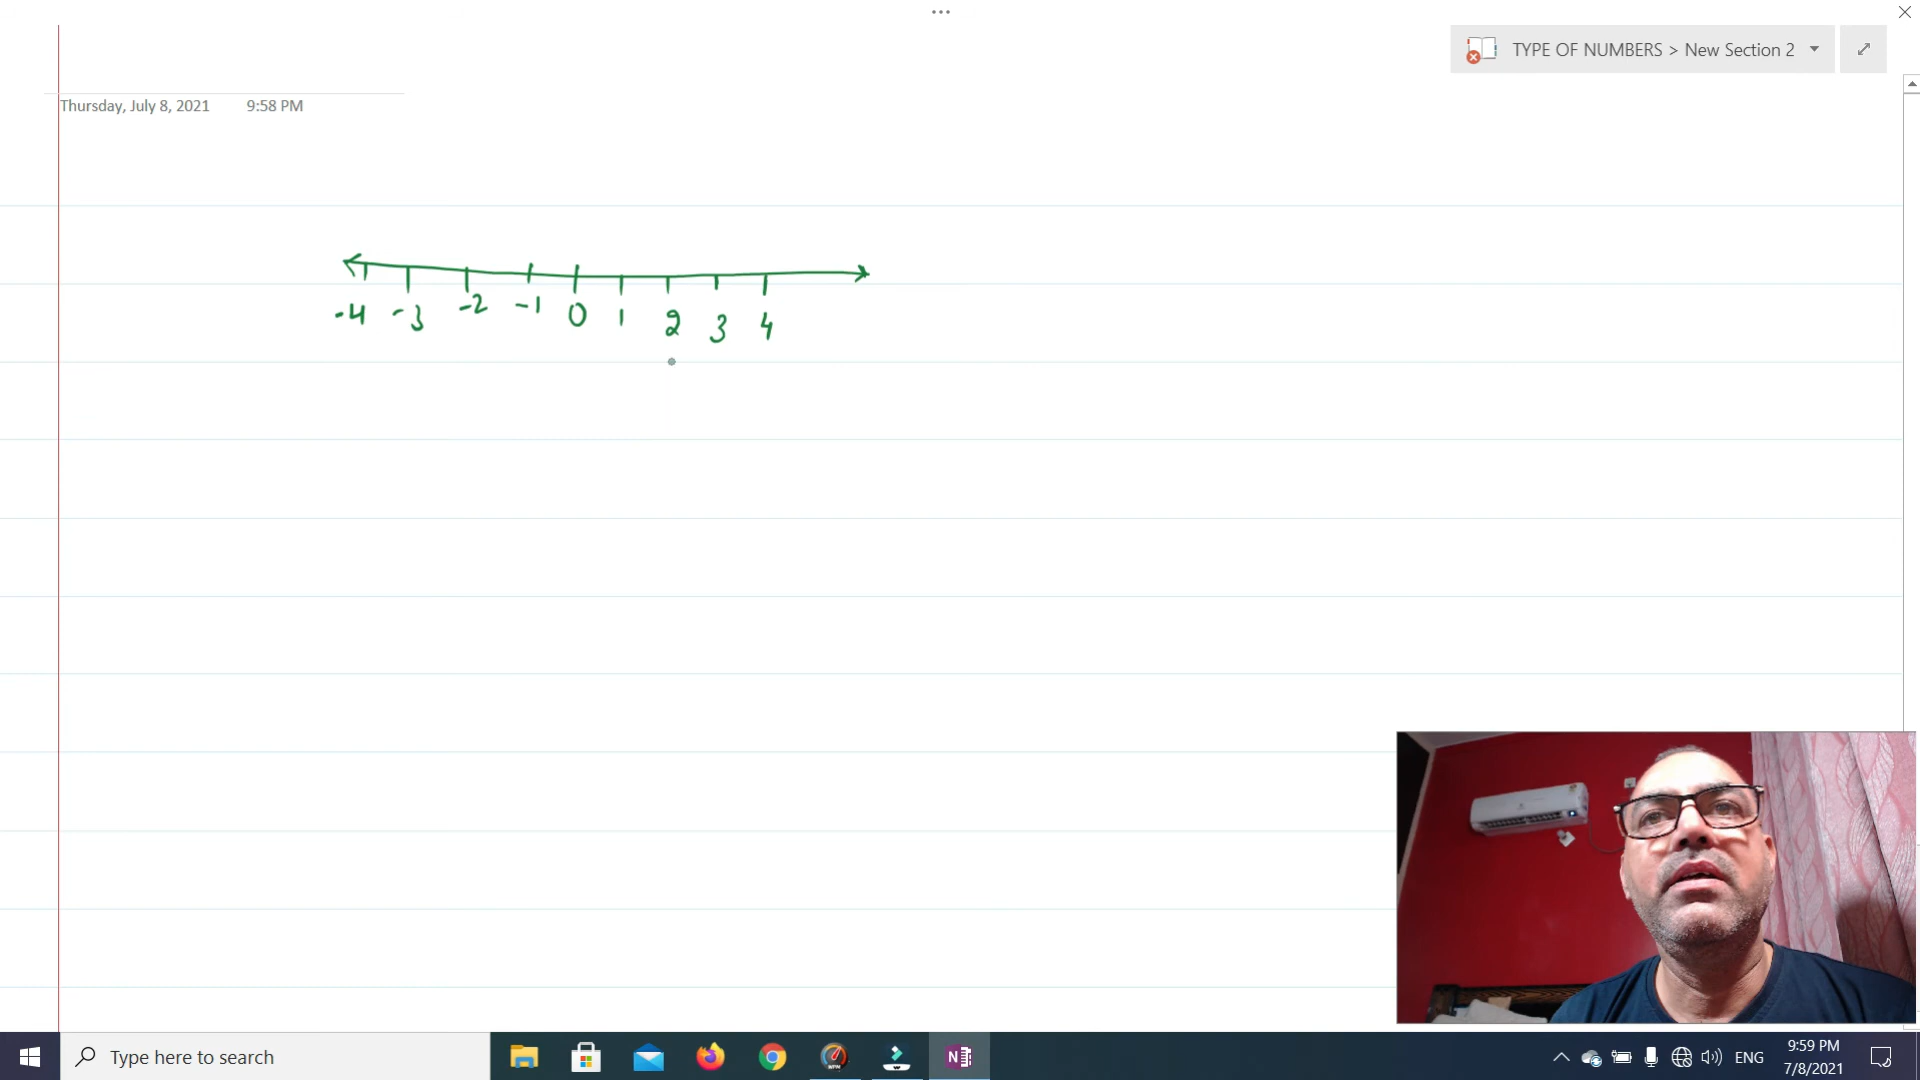 TYPE OF NUMBERS > New Section 2
Thursday, July 8, 2021 9:58 PM
-4 -3 -2 -1 0 1 2 3 4
Type here to search
N
ENG
9:59 PM
7/8/2021